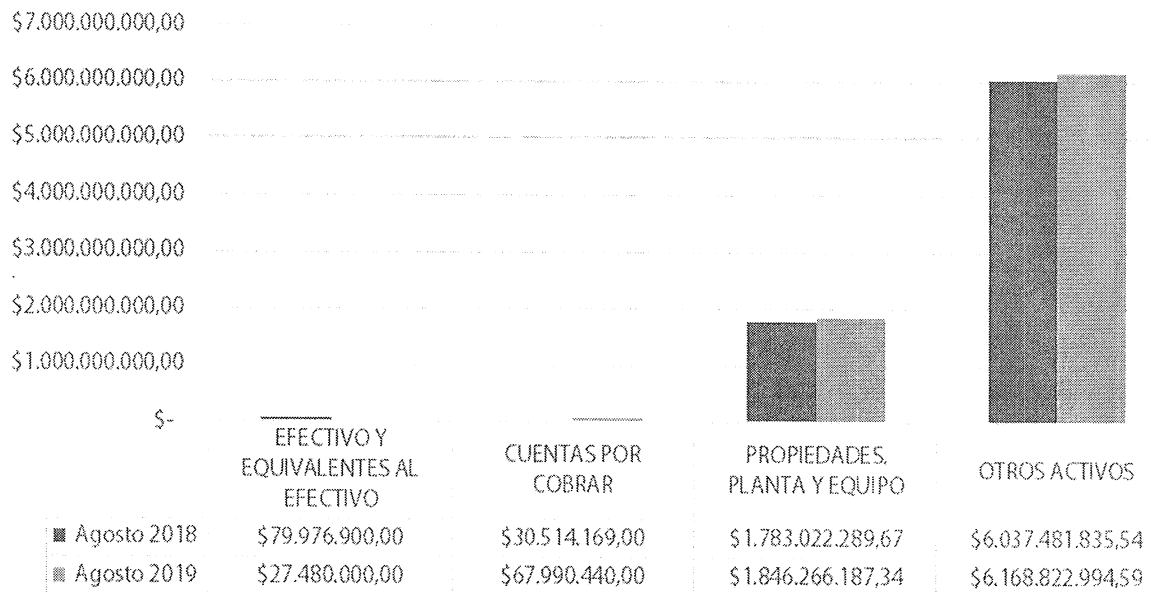 $7.000.000.000,00
$6.000.000.000,00
$5.000.000.000,00
$4.000.000.000,00
$3.000.000.000,00
$2.000.000.000,00
$1.000.000.000,00
$-
EFECTIVO Y
EQUIVALENTES AL
EFECTIVO
CUENTAS POR
COBRAR
PROPIEDADES,
PLANTA Y EQUIPO
OTROS ACTIVOS
Agosto 2018 $79.976.900,00 $30.514.169,00 $1.783.022.289,67 $6.037.481.835,54
Agosto 2019 $27.480.000,00 $67.990.440,00 $1.846.266.187,34 $6.168.822.994,59